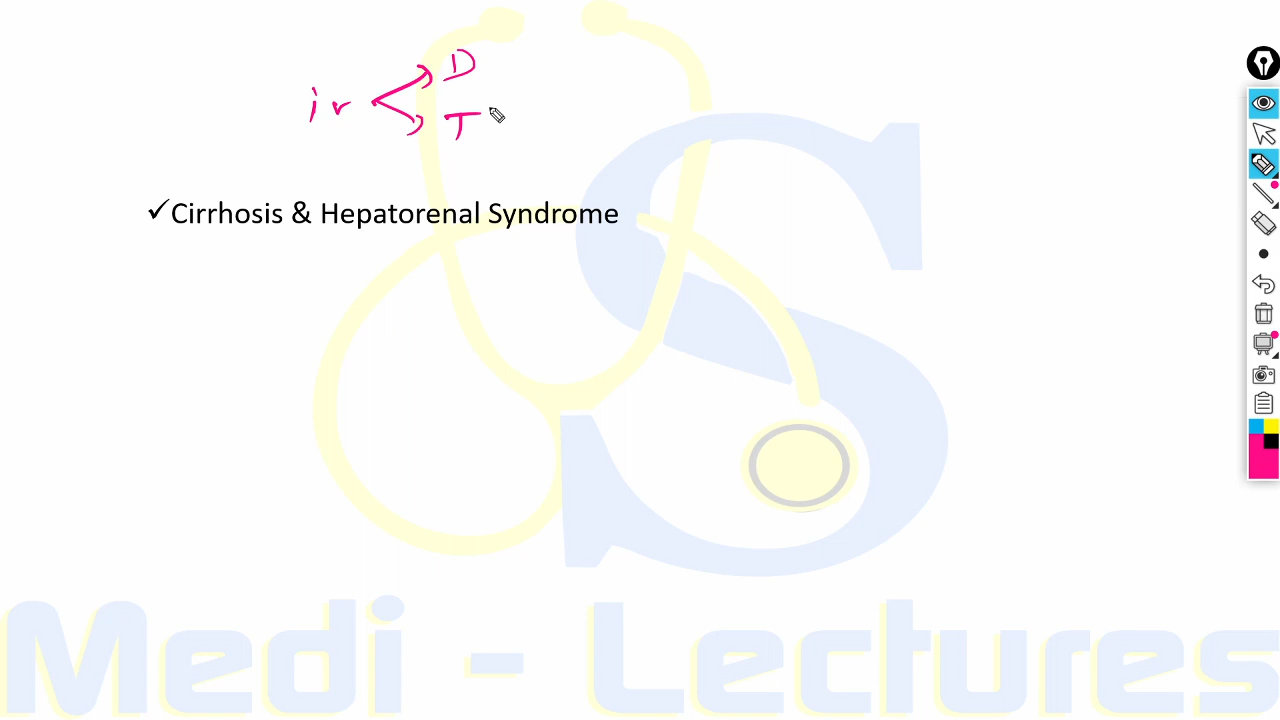 D
ir
T
✓Cirrhosis & Hepatorenal Syndrome
Medi - Lectures